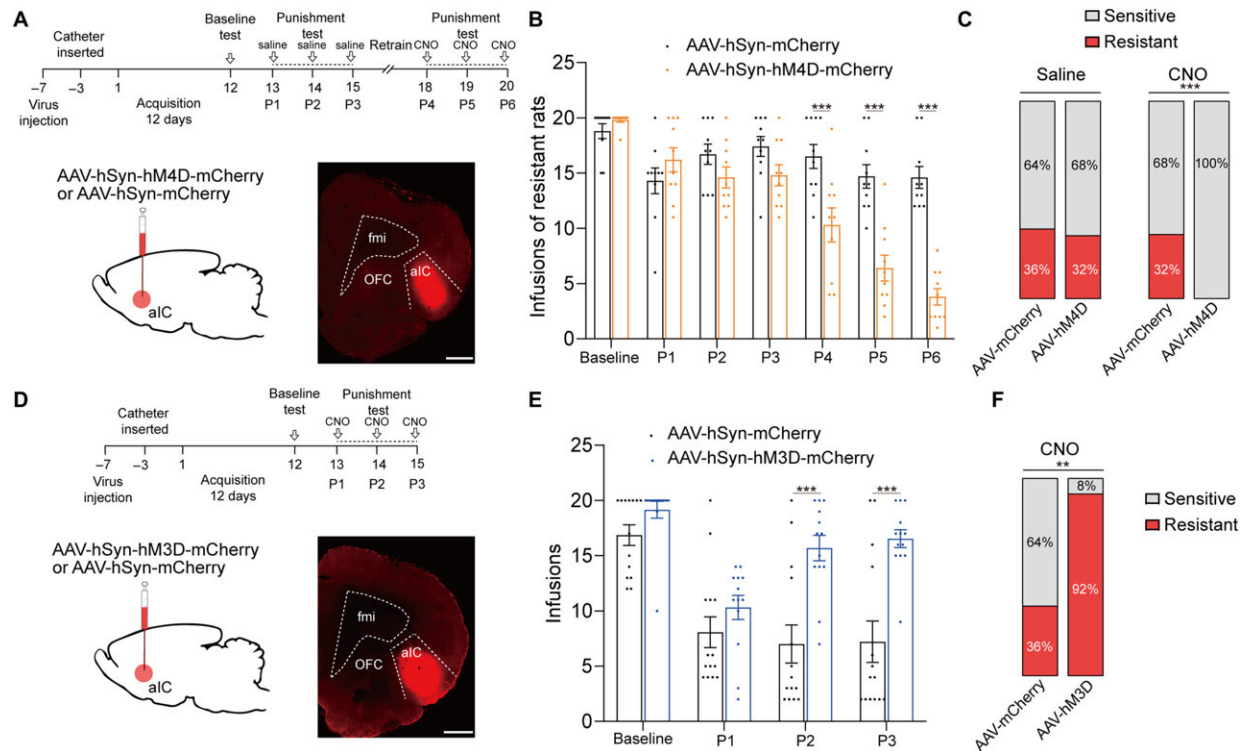 A
Baseline test
Punishment test
Catheter inserted
saline saline saline
Retrain
CNO CNO CNO
–7 –3 1 12 13 14 15 18 19 20
Virus injection
Acquisition 12 days
P1 P2 P3 P4 P5 P6
AAV-hSyn-hM4D-mCherry
or AAV-hSyn-mCherry
aIC
fmi
OFC
aIC
B
AAV-hSyn-mCherry
AAV-hSyn-hM4D-mCherry
Infusions of resistant rats
25
20
15
10
5
0
*** *** ***
Baseline P1 P2 P3 P4 P5 P6
C
Sensitive
Resistant
Saline CNO
***
64% 68% 68% 100%
36% 32% 32%
AAV-mCherry AAV-hM4D AAV-mCherry AAV-hM4D
D
Baseline test
Punishment test
Catheter inserted
CNO CNO CNO
–7 –3 1 12 13 14 15
Virus injection
Acquisition 12 days
P1 P2 P3
AAV-hSyn-hM3D-mCherry
or AAV-hSyn-mCherry
aIC
fmi
OFC
aIC
E
AAV-hSyn-mCherry
AAV-hSyn-hM3D-mCherry
Infusions
25
20
15
10
5
0
*** ***
Baseline P1 P2 P3
F
CNO
**
8%
64%
92%
36%
AAV-mCherry AAV-hM3D
Sensitive
Resistant